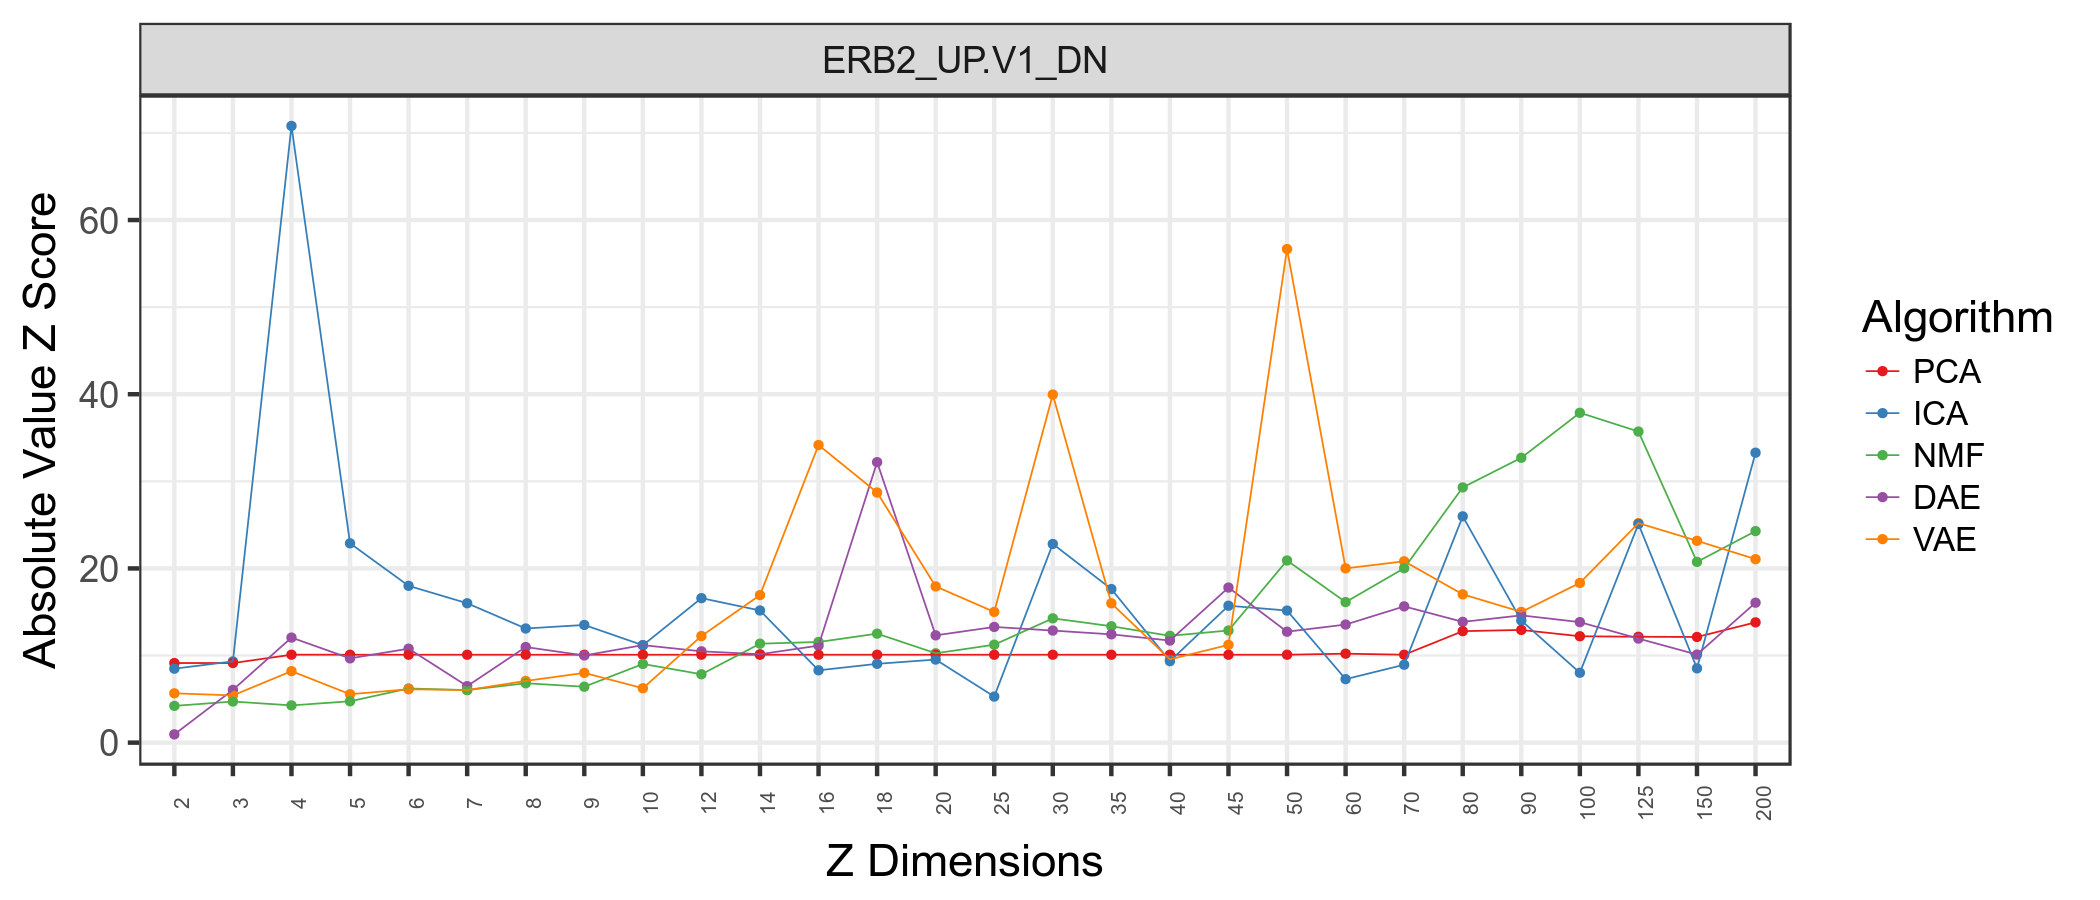 ERB2_UP.V1_DN
Absolute Value Z Score
60
40
20
0
2 3 4 5 6 7 8 9 10 12 14 16 18 20 25 30 35 40 45 50 60 70 80 90 100 125 150 200
Z Dimensions
Algorithm
PCA
ICA
NMF
DAE
VAE